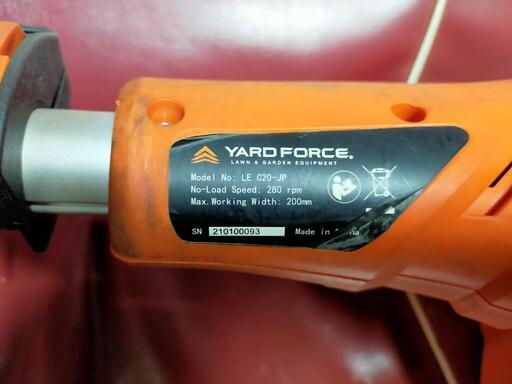 YARD FORCE®
LAWN & GARDEN EQUIPMENT
Model No: LE C20-JP
No-Load Speed: 280 rpm
Max. Working Width: 200mm
SN 210100093 Made in